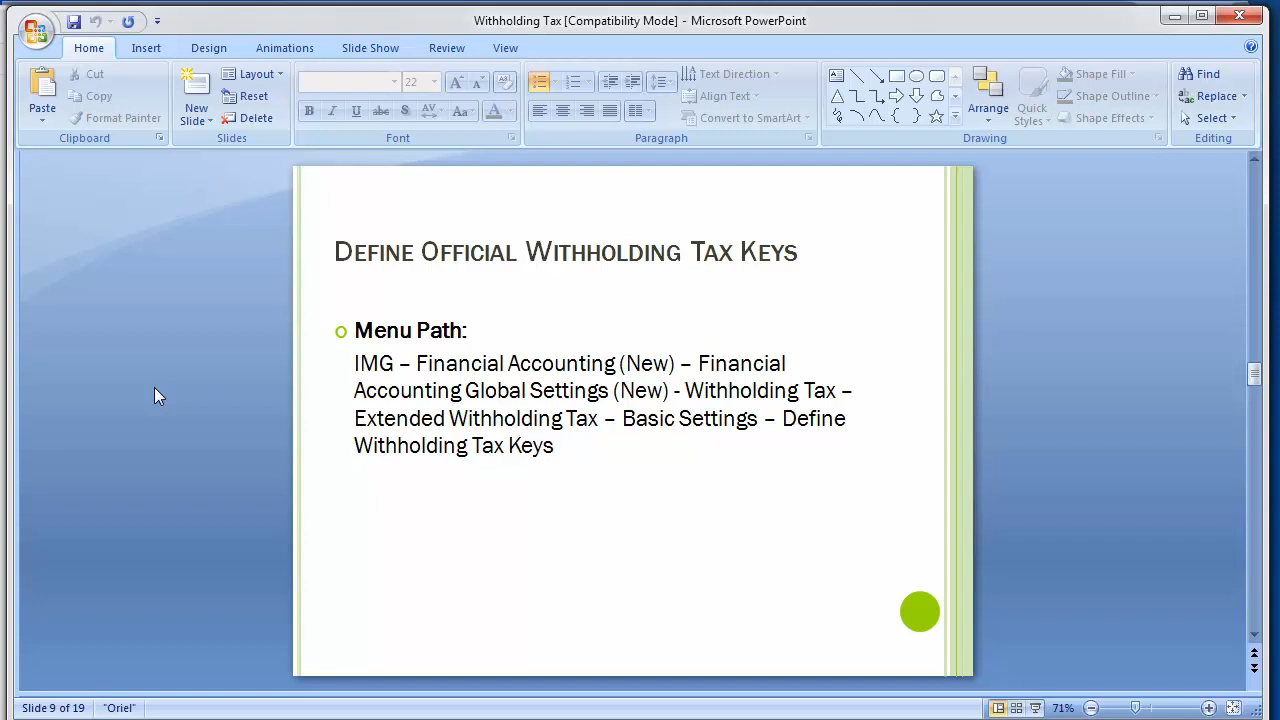 Withholding Tax [Compatibility Mode] - Microsoft PowerPoint
Home Insert Design Animations Slide Show Review View
Paste
Cut
Copy
Format Painter
Clipboard
New Slide
Layout
Reset
Delete
Slides
22
B I U abc S AV Aa A
Font
Text Direction
Align Text
Convert to SmartArt
Paragraph
Arrange
Quick Styles
Shape Fill
Shape Outline
Shape Effects
Drawing
Find
Replace
Select
Editing
DEFINE OFFICIAL WITHHOLDING TAX KEYS
Menu Path:
IMG – Financial Accounting (New) – Financial
Accounting Global Settings (New) - Withholding Tax –
Extended Withholding Tax – Basic Settings – Define
Withholding Tax Keys
Slide 9 of 19 "Oriel" 71%